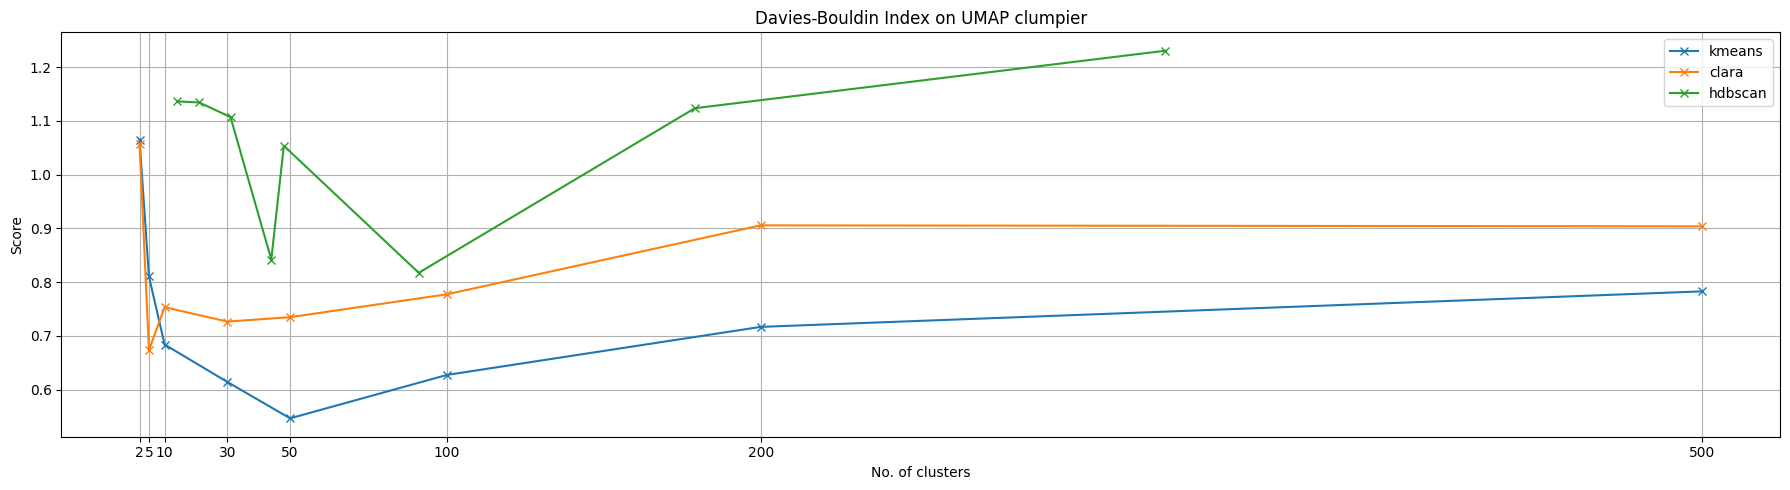 Davies-Bouldin Index on UMAP clumpier
kmeans
clara
hdbscan
1.2
1.1
1.0
0.9
0.8
0.7
0.6
Score
2 5 10 30 50 100 200 500
No. of clusters